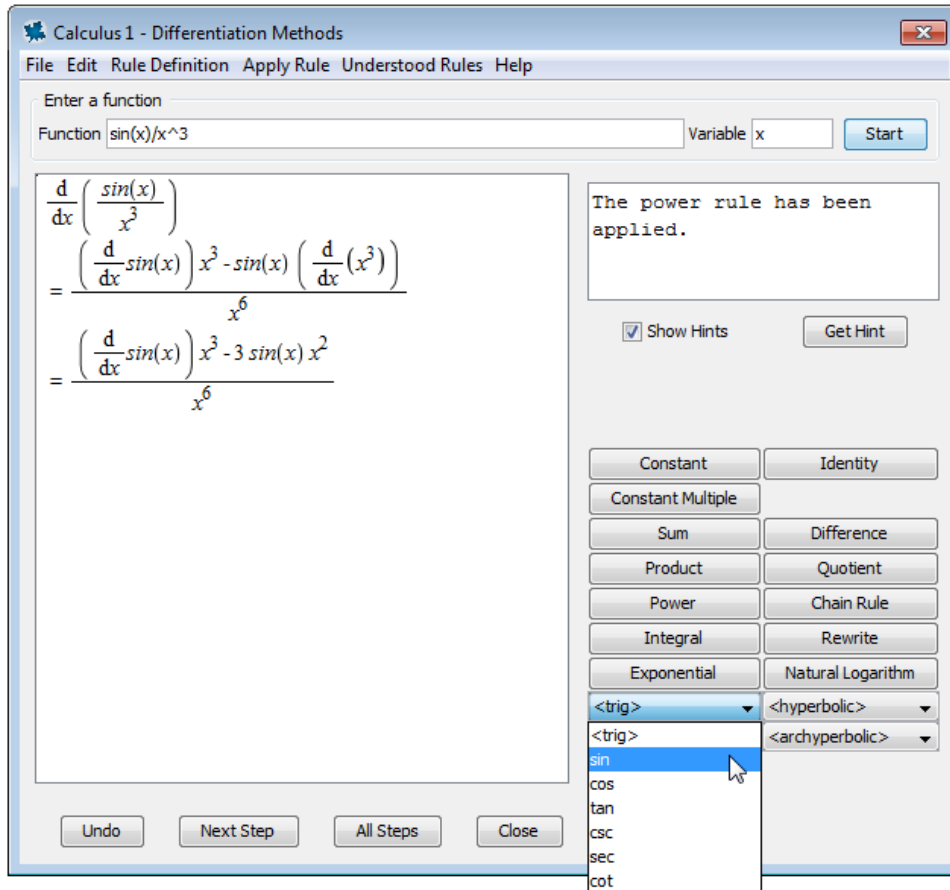 Calculus 1 - Differentiation Methods
File Edit Rule Definition Apply Rule Understood Rules Help
Enter a function
Function sin(x)/x^3 Variable x Start
d/dx (sin(x)/x^3)
= ((d/dx sin(x)) x^3 - sin(x) (d/dx (x^3)))/x^6
= ((d/dx sin(x)) x^3 - 3 sin(x) x^2)/x^6
The power rule has been
applied.
Show Hints Get Hint
Constant Identity
Constant Multiple
Sum Difference
Product Quotient
Power Chain Rule
Integral Rewrite
Exponential Natural Logarithm
<trig> <hyperbolic>
<trig> <archyperbolic>
sin
cos
tan
csc
sec
cot
Undo Next Step All Steps Close